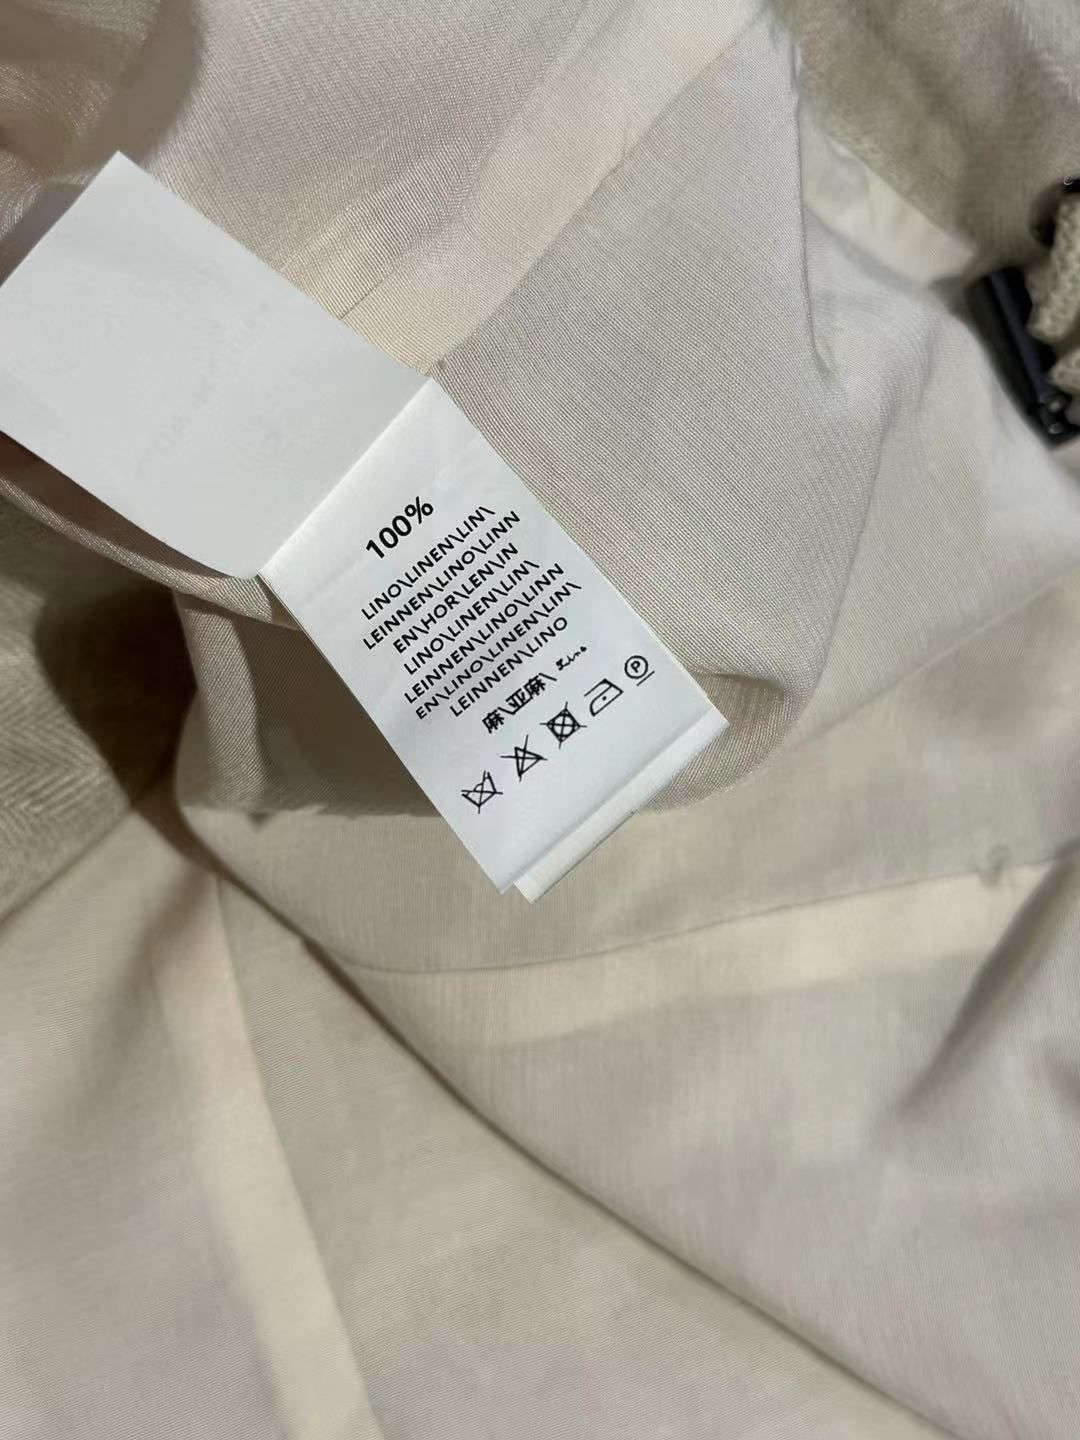 100%
LINO\LINEN\LIN\
LEINNEN\LINO\LINN
EN\HOR\LEN\IN
LINO\LINEN\LIN\
LEINNEN\LINO\LINN
EN\LINO\LINEN\LIN\
LEINNEN\LINO
麻\亚麻\ Lino
P